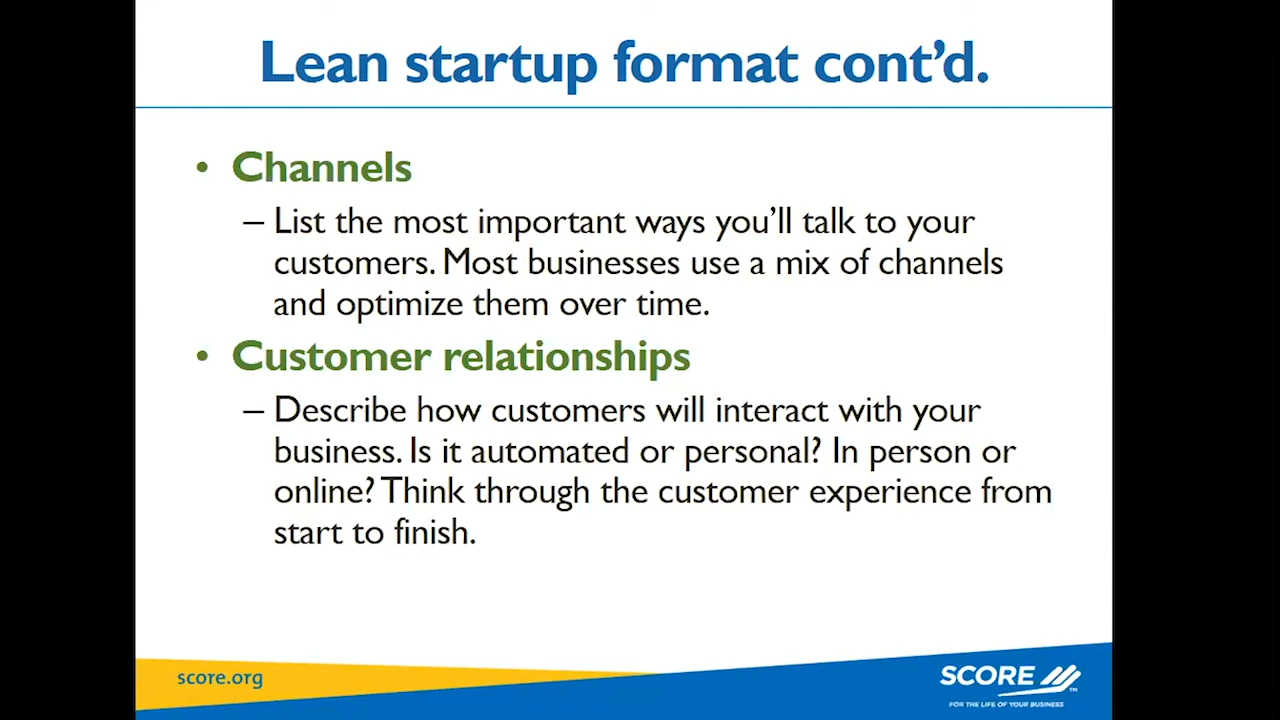 Lean startup format cont’d.
• Channels
– List the most important ways you’ll talk to your
customers. Most businesses use a mix of channels
and optimize them over time.
• Customer relationships
– Describe how customers will interact with your
business. Is it automated or personal? In person or
online? Think through the customer experience from
start to finish.
score.org
SCORE
TM
FOR THE LIFE OF YOUR BUSINESS